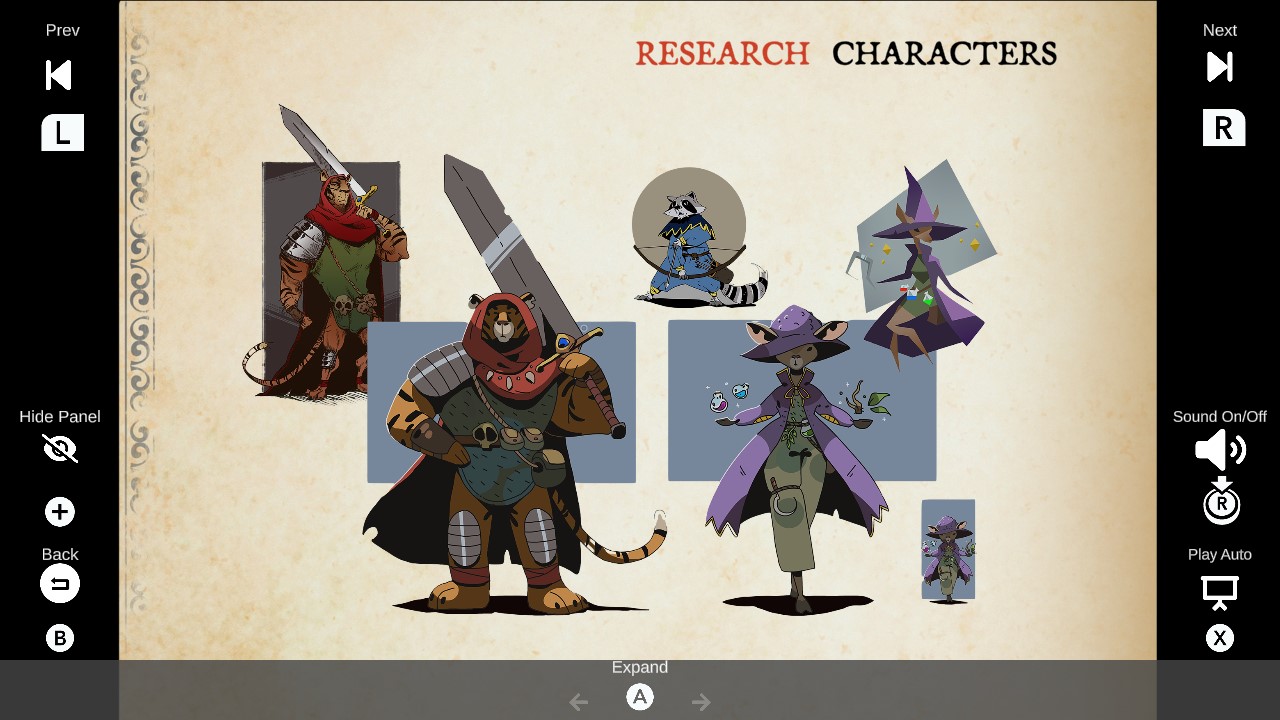 Prev
L
Hide Panel
+
Back
B
RESEARCH CHARACTERS
Next
R
Sound On/Off
R
Play Auto
X
Expand
A